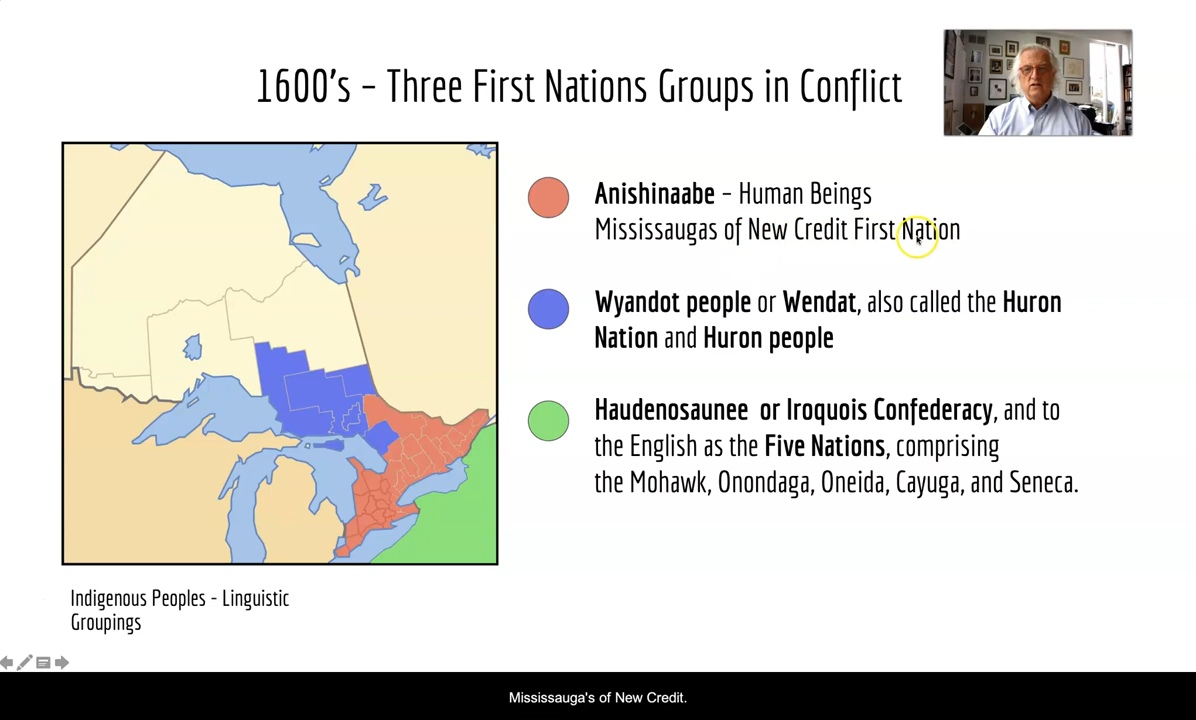 1600's – Three First Nations Groups in Conflict
Anishinaabe – Human Beings
Mississaugas of New Credit First Nation
Wyandot people or Wendat, also called the Huron
Nation and Huron people
Haudenosaunee or Iroquois Confederacy, and to
the English as the Five Nations, comprising
the Mohawk, Onondaga, Oneida, Cayuga, and Seneca.
Indigenous Peoples - Linguistic
Groupings
Mississauga's of New Credit.